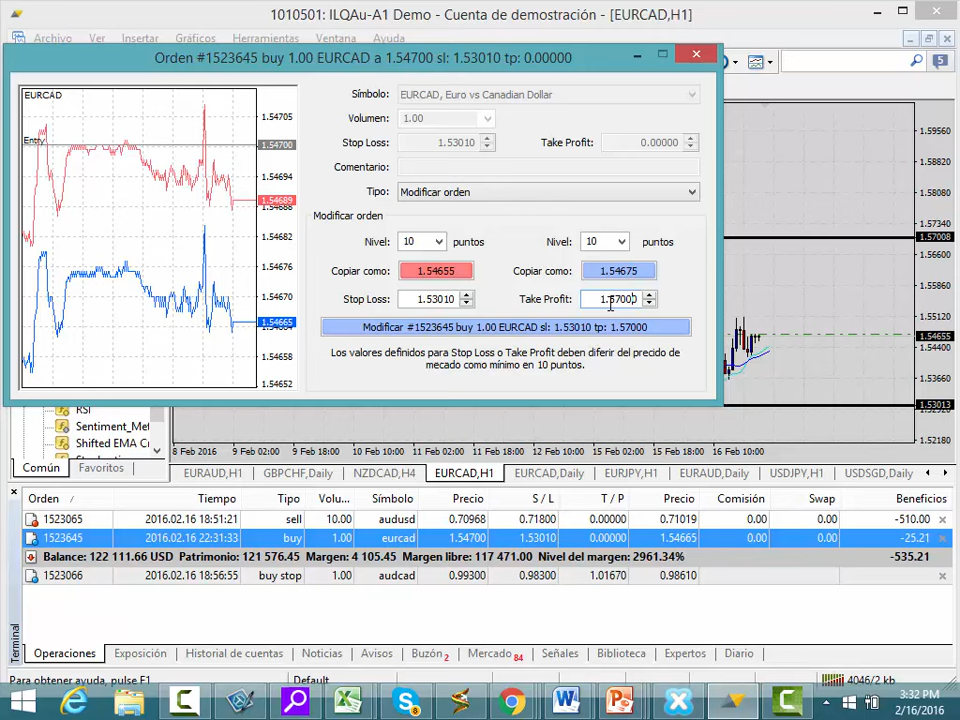 1010501: ILQAu-A1 Demo - Cuenta de demostración - [EURCAD,H1]
Archivo Ver Insertar Gráficos Herramientas Ventana Ayuda
Orden #1523645 buy 1.00 EURCAD a 1.54700 sl: 1.53010 tp: 0.00000
5
EURCAD
Entry
1.54705
1.54700
1.54694
1.54689
1.54688
1.54682
1.54676
1.54670
1.54665
1.54658
1.54652
Símbolo: EURCAD, Euro vs Canadian Dollar
Volumen: 1.00
Stop Loss: 1.53010 Take Profit: 0.00000
Comentario:
Tipo: Modificar orden
Modificar orden
Nivel: 10 puntos Nivel: 10 puntos
Copiar como: 1.54655 Copiar como: 1.54675
Stop Loss: 1.53010 Take Profit: 1.57000
Modificar #1523645 buy 1.00 EURCAD sl: 1.53010 tp: 1.57000
Los valores definidos para Stop Loss o Take Profit deben diferir del precio de
mecado como mínimo en 10 puntos.
1.59560
1.58820
1.58080
1.57340
1.57008
1.55860
1.55120
1.54655
1.54400
1.53660
1.53013
1.52180
RSI
Sentiment_Met
Shifted EMA C
Común Favoritos
8 Feb 2016 9 Feb 02:00 9 Feb 18:00 10 Feb 10:00 11 Feb 02:00 11 Feb 18:00 12 Feb 10:00 15 Feb 02:00 15 Feb 18:00 16 Feb 10:00
EURAUD,H1 GBPCHF,Daily NZDCAD,H4 EURCAD,H1 EURCAD,Daily EURJPY,H1 EURAUD,Daily USDJPY,H1 USDSGD,Daily
Orden / Tiempo Tipo Volu... Símbolo Precio S / L T / P Precio Comisión Swap Beneficios
1523065 2016.02.16 18:51:21 sell 10.00 audusd 0.70968 0.71800 0.00000 0.71019 0.00 0.00 -510.00
1523645 2016.02.16 22:31:33 buy 1.00 eurcad 1.54700 1.53010 0.00000 1.54665 0.00 0.00 -25.21
Balance: 122 111.66 USD Patrimonio: 121 576.45 Margen: 4 105.45 Margen libre: 117 471.00 Nivel del margen: 2961.34% -535.21
1523066 2016.02.16 18:56:55 buy stop 1.00 audcad 0.99300 0.98300 1.01670 0.98610
Terminal
Operaciones Exposición Historial de cuentas Noticias Avisos Buzón 2 Mercado 84 Señales Biblioteca Expertos Diario
Para obtener ayuda, pulse F1 Default 4046/2 kb
8
3:32 PM
2/16/2016